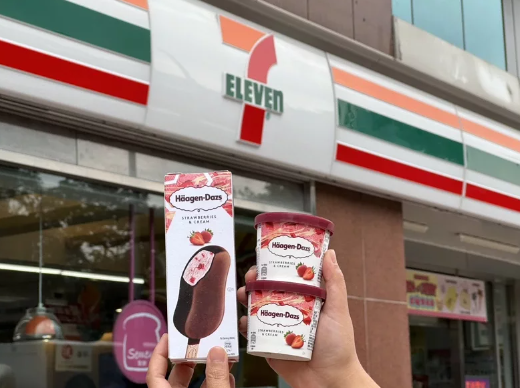 ELEVEN
Häagen-Dazs
STRAWBERRIES
& CREAM
Häagen-Dazs
STRAWBERRIES & CREAM
Häagen-Dazs
STRAWBERRIES
& CREAM